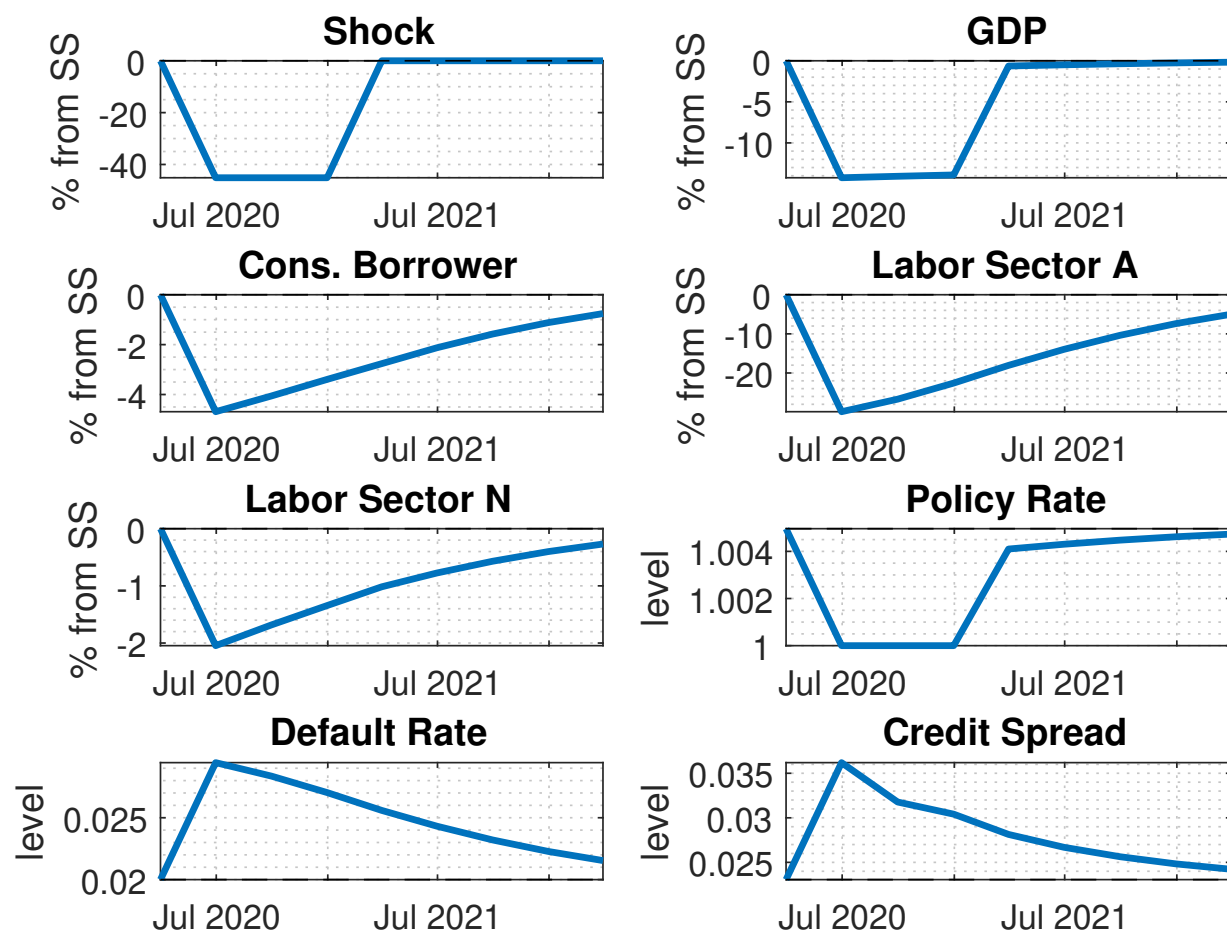 Shock
% from SS
0
-20
-40
Jul 2020
Jul 2021
GDP
% from SS
0
-5
-10
Jul 2020
Jul 2021
Cons. Borrower
% from SS
0
-2
-4
Jul 2020
Jul 2021
Labor Sector A
% from SS
0
-10
-20
Jul 2020
Jul 2021
Labor Sector N
% from SS
0
-1
-2
Jul 2020
Jul 2021
Policy Rate
level
1.004
1.002
1
Jul 2020
Jul 2021
Default Rate
level
0.025
0.02
Jul 2020
Jul 2021
Credit Spread
level
0.035
0.03
0.025
Jul 2020
Jul 2021